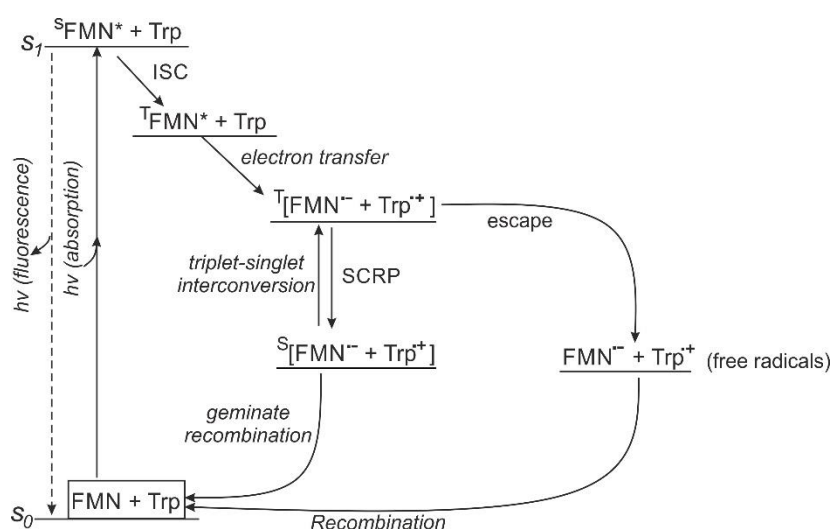 ˢFMN* + Trp
S₁
ISC
ᵀFMN* + Trp
electron transfer
ᵀ[FMN˙⁻ + Trp˙⁺ ]
escape
hν (fluorescence)
hν (absorption)
triplet-singlet
interconversion
SCRP
ˢ[FMN˙⁻ + Trp˙⁺]
FMN˙⁻ + Trp˙⁺ (free radicals)
geminate
recombination
FMN + Trp
S₀
Recombination